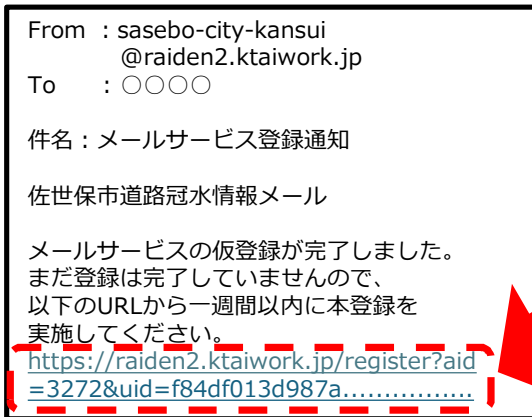 From : sasebo-city-kansui
@raiden2.ktaiwork.jp
To : ○○○○
件名：メールサービス登録通知
佐世保市道路冠水情報メール
メールサービスの仮登録が完了しました。
まだ登録は完了していませんので、
以下のURLから一週間以内に本登録を
実施してください。
https://raiden2.ktaiwork.jp/register?aid
=3272&uid=f84df013d987a................